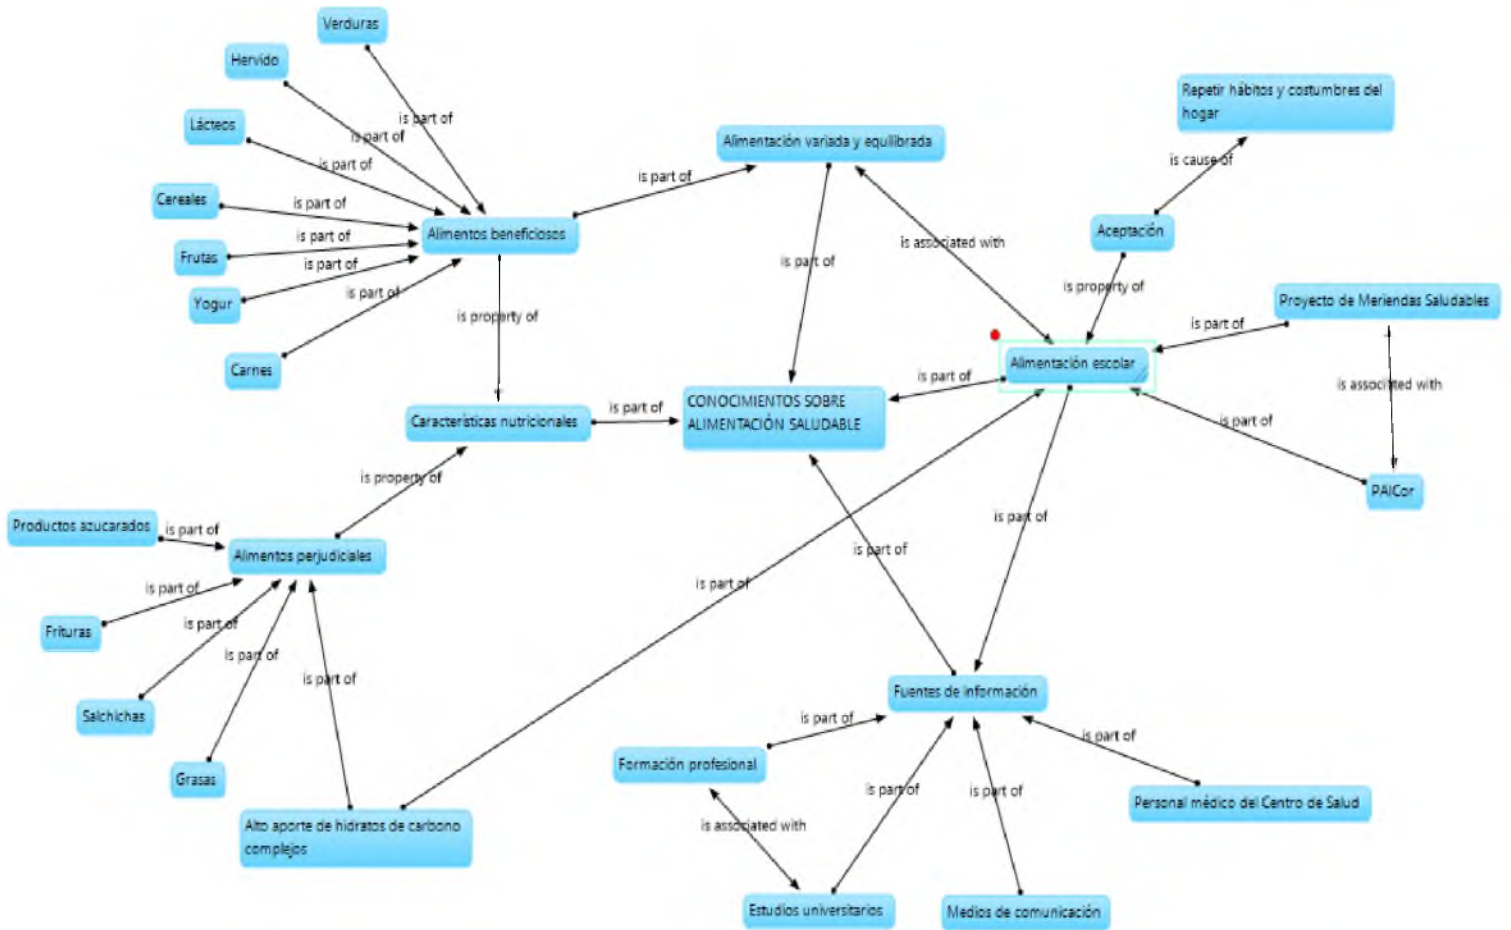 Verduras
Hervido
is part of
is part of
Lácteos
is part of
Cereales
is part of
Frutas
is part of
is part of
Yogur
is part of
Carnes
Alimentos beneficiosos
is part of
Alimentación variada y equilibrada
is part of
is associated with
Repetir hábitos y costumbres del
hogar
is cause of
Aceptación
is property of
Proyecto de Meriendas Saludables
is part of
is associated with
Alimentación escolar
is part of
is part of
PAICor
is property of
Características nutricionales
is part of
CONOCIMIENTOS SOBRE
ALIMENTACIÓN SALUDABLE
is property of
Productos azucarados
is part of
Alimentos perjudiciales
is part of
Frituras
is part of
is part of
is part of
Salchichas
Grasas
Alto aporte de hidratos de carbono
complejos
is part of
is part of
is part of
Fuentes de información
is part of
Formación profesional
is part of
is part of
is part of
Personal médico del Centro de Salud
is associated with
Estudios universitarios
Medios de comunicación